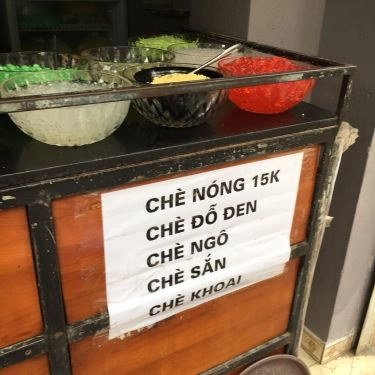 CHÈ NÓNG 15K
CHÈ ĐỖ ĐEN
CHÈ NGÔ
CHÈ SẮN
CHÈ KHOAI